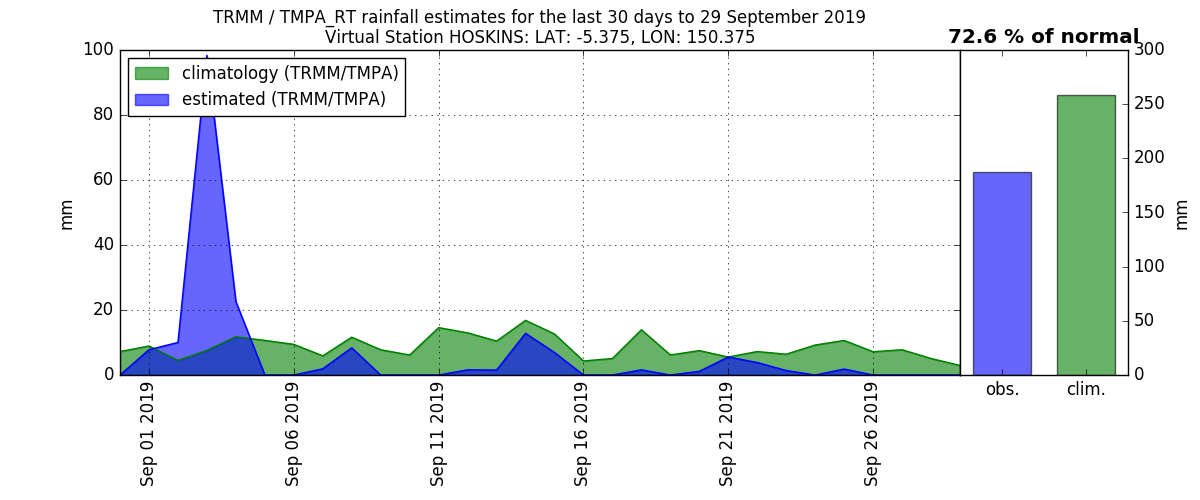 TRMM / TMPA_RT rainfall estimates for the last 30 days to 29 September 2019
Virtual Station HOSKINS: LAT: -5.375, LON: 150.375
72.6 % of normal
climatology (TRMM/TMPA)
estimated (TRMM/TMPA)
100
80
60
40
20
0
mm
Sep 01 2019
Sep 06 2019
Sep 11 2019
Sep 16 2019
Sep 21 2019
Sep 26 2019
300
250
200
150
100
50
0
mm
obs.
clim.